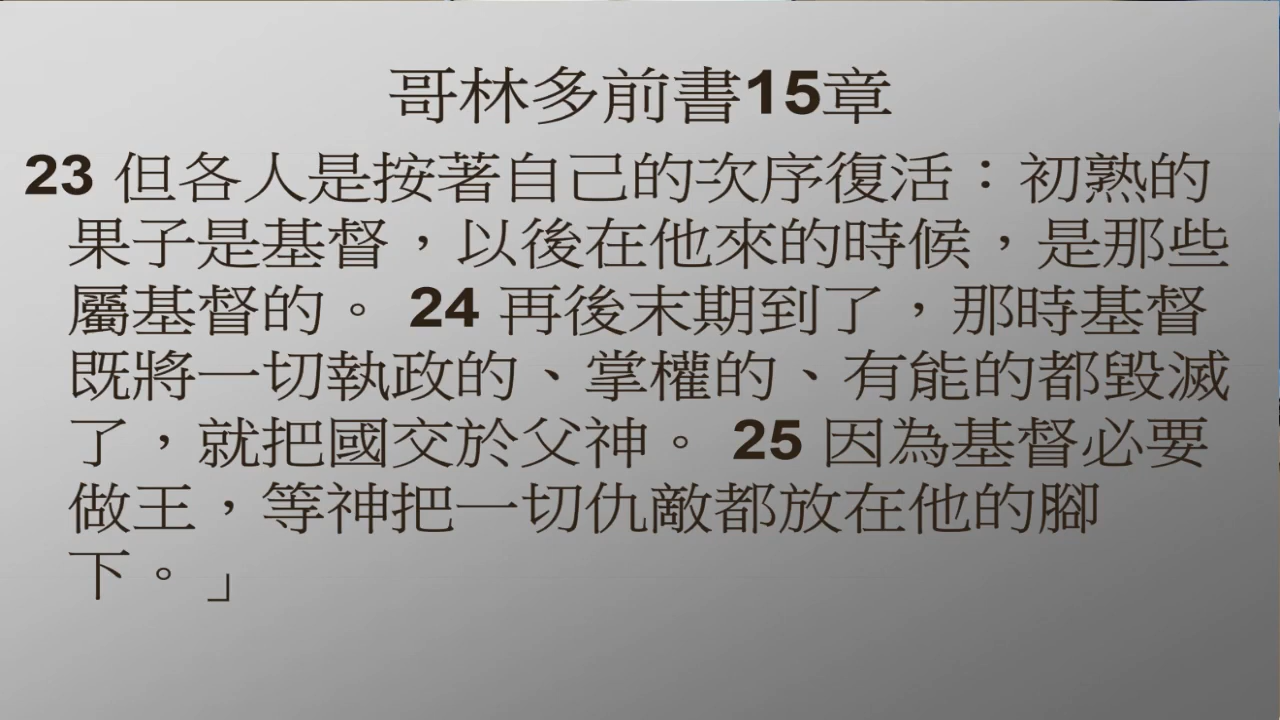 哥林多前書15章
23 但各人是按著自己的次序復活：初熟的
果子是基督，以後在他來的時候，是那些
屬基督的。 24 再後末期到了，那時基督
既將一切執政的、掌權的、有能的都毀滅
了，就把國交於父神。 25 因為基督必要
做王，等神把一切仇敵都放在他的腳
下。」